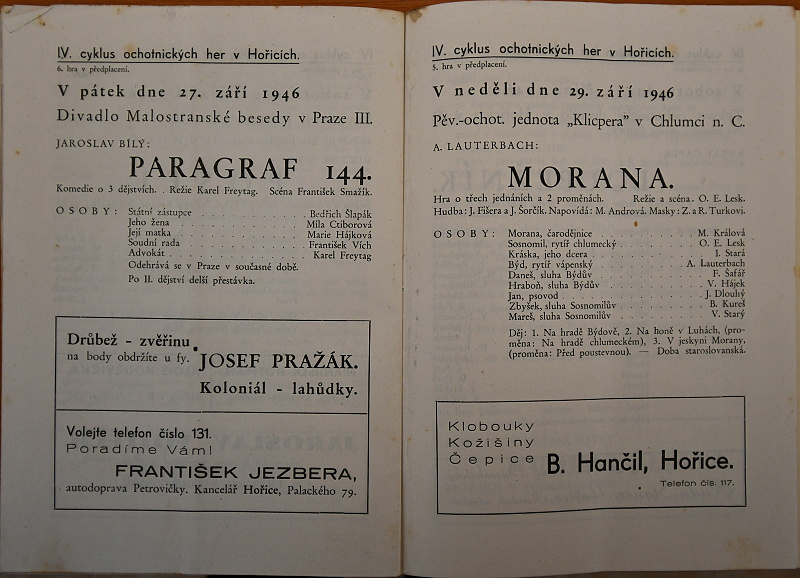 IV. cyklus ochotnických her v Hořicích.
6. hra v předplacení.
V pátek dne 27. září 1946
Divadlo Malostranské besedy v Praze III.
JAROSLAV BÍLÝ:
PARAGRAF 144.
Komedie o 3 dějstvích. . Režie Karel Freytag. Scéna František Smažík.
OSOBY: Státní zástupce . . . . . . . . . . Bedřich Šlapák
Jeho žena . . . . . . . . . . Míla Ctiborová
Její matka . . . . . . . . . . Marie Hájková
Soudní rada . . . . . . . . . . František Vích
Advokát . . . . . . . . . . Karel Freytag
Odehrává se v Praze v současné době.
Po II. dějství delší přestávka.
Drůbež - zvěřinu
na body obdržíte u fy. JOSEF PRAŽÁK.
Koloniál - lahůdky.
Volejte telefon číslo 131.
Poradíme Vám!
FRANTIŠEK JEZBERA,
autodoprava Petrovičky. Kancelář Hořice, Palackého 79.
IV. cyklus ochotnických her v Hořicích.
5. hra v předplacení.
V neděli dne 29. září 1946
Pěv.-ochot. jednota „Klicpera" v Chlumci n. C.
A. LAUTERBACH:
MORANA.
Hra o třech jednáních a 2 proměnách. Režie a scéna. O. E. Lesk.
Hudba: J. Fišera a J. Šorčík. Napovídá: M. Andrová. Masky: Z. a R. Turkovi.
OSOBY: Morana, čarodějnice . . . . . . . . . . M. Králová
Sosnomil, rytíř chlumecký . . . . . . . . . . O. E. Lesk
Kráska, jeho dcera . . . . . . . . . . I. Stará
Býd, rytíř vápenský . . . . . . . . . . A. Lauterbach
Daneš, sluha Býdův . . . . . . . . . . F. Šafář
Hraboň, sluha Býdův . . . . . . . . . . V. Hájek
Jan, psovod . . . . . . . . . . J. Dlouhý
Zbyšek, sluha Sosnomilův . . . . . . . . . . B. Kureš
Mareš, sluha Sosnomilův . . . . . . . . . . V. Starý
Děj: 1. Na hradě Býdově, 2. Na honě v Luhách, (pro-
měna: Na hradě chlumeckém), 3. V jeskyni Morany,
(proměna: Před poustevnou). — Doba staroslovanská.
Klobouky
Kožišiny
Čepice B. Hančil, Hořice.
Telefon čís. 117.